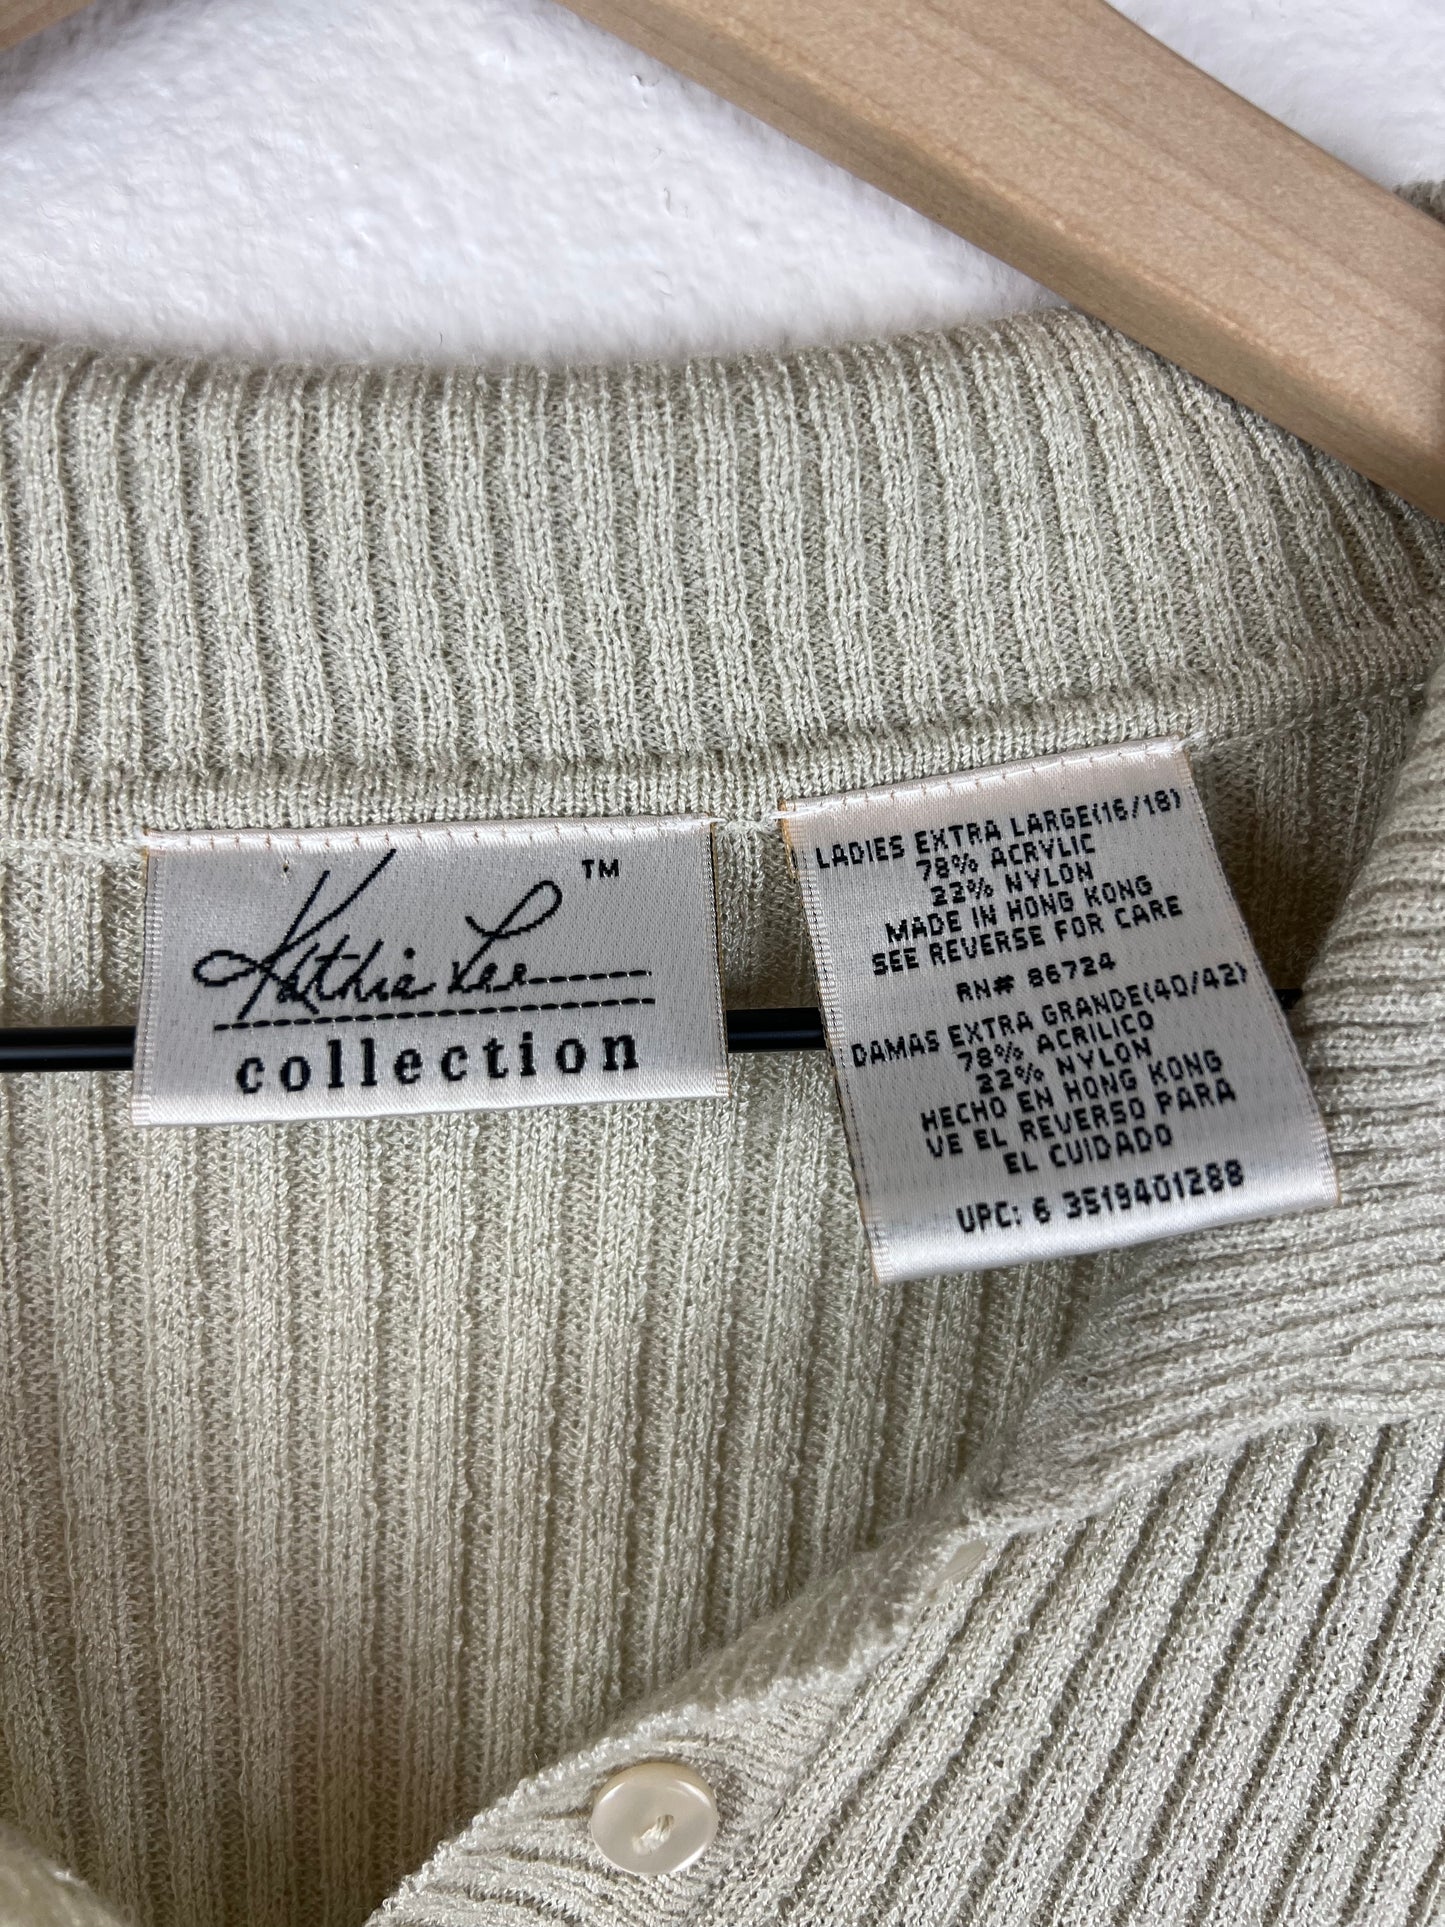 Kathie Lee™
collection
LADIES EXTRA LARGE(16/18)
78% ACRYLIC
22% NYLON
MADE IN HONG KONG
SEE REVERSE FOR CARE
RN# 86724
DAMAS EXTRA GRANDE(40/42)
78% ACRILICO
22% NYLON
HECHO EN HONG KONG
VE EL REVERSO PARA
EL CUIDADO
UPC: 6 3519401288